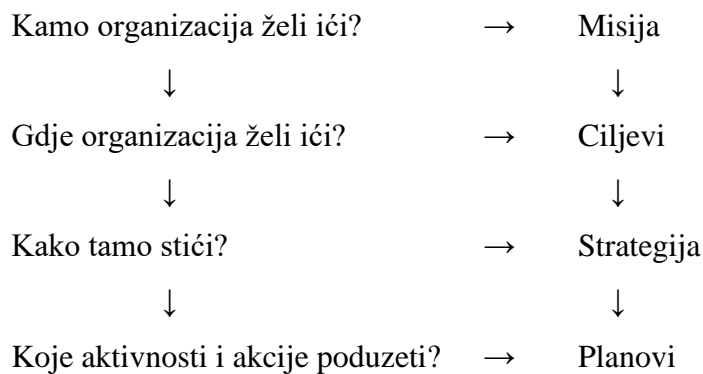 Kamo organizacija želi ići? → Misija
↓ ↓
Gdje organizacija želi ići? → Ciljevi
↓ ↓
Kako tamo stići? → Strategija
↓ ↓
Koje aktivnosti i akcije poduzeti? → Planovi